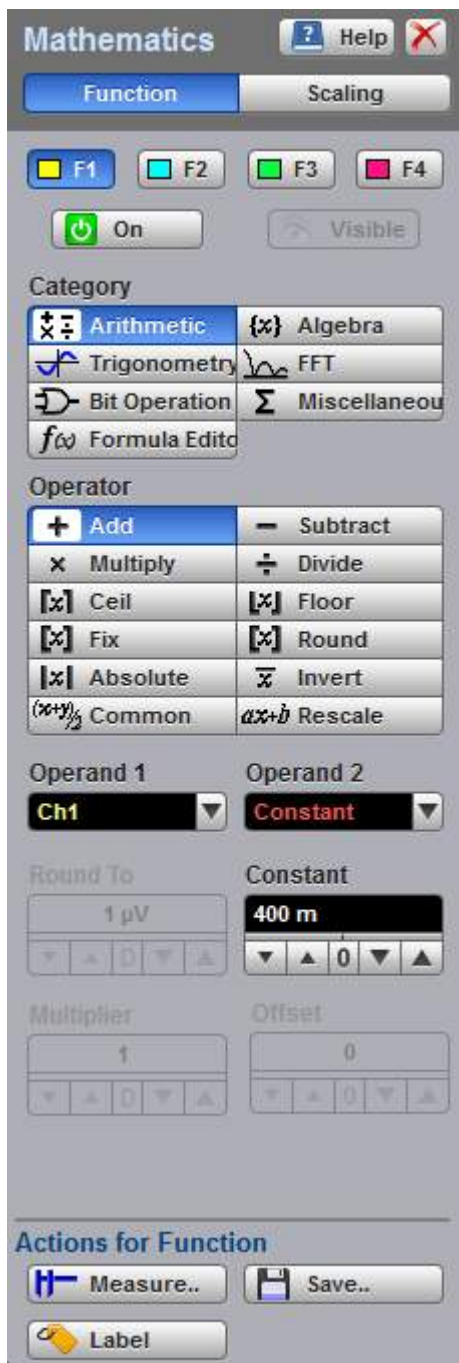 Mathematics Help
Function Scaling
F1 F2 F3 F4
On Visible
Category
Arithmetic {x} Algebra
Trigonometry FFT
Bit Operation Σ Miscellaneou
f(x) Formula Edito
Operator
+ Add − Subtract
× Multiply ÷ Divide
⌈x⌉ Ceil ⌊x⌋ Floor
[x] Fix [x] Round
|x| Absolute x̅ Invert
(x+y)/2 Common ax+b Rescale
Operand 1 Operand 2
Ch1 Constant
Round To Constant
1 µV 400 m
0 0
Multiplier Offset
1 0
0 0
Actions for Function
Measure.. Save..
Label